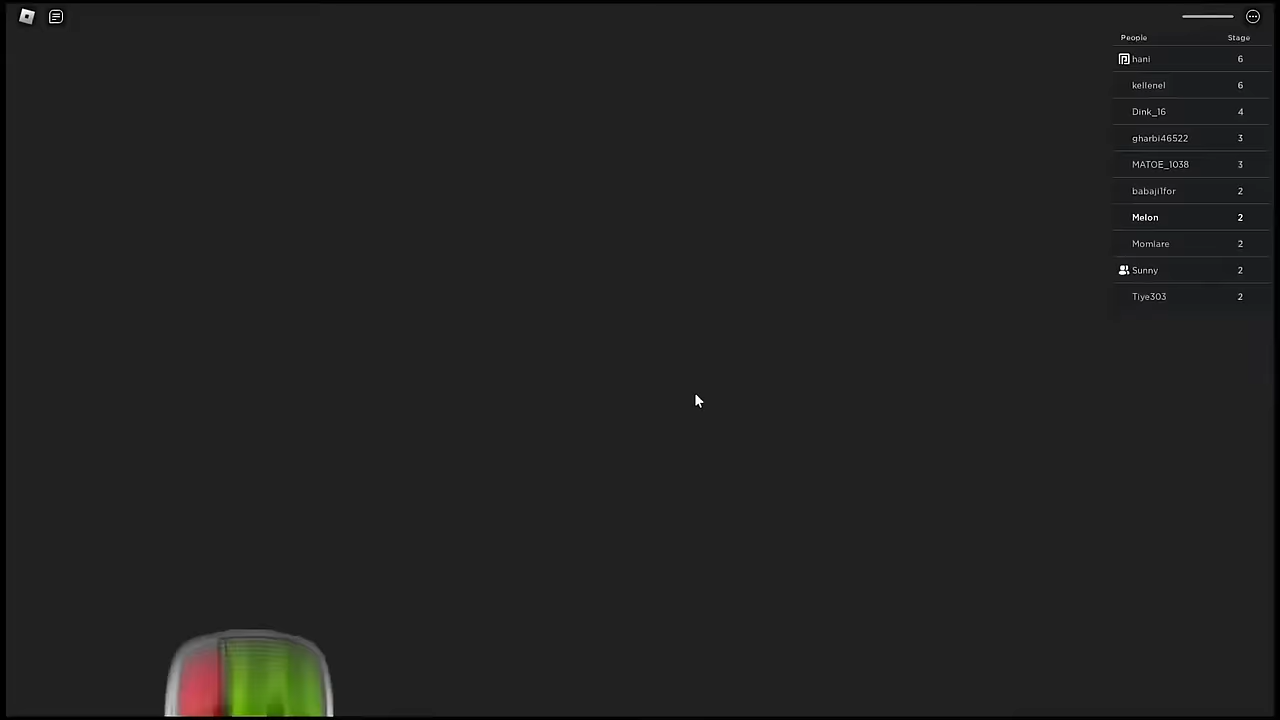 People Stage
hani 6
kellenel 6
Dink_16 4
gharbi46522 3
MATOE_1038 3
babaji1for 2
Melon 2
Momlare 2
Sunny 2
Tiye303 2